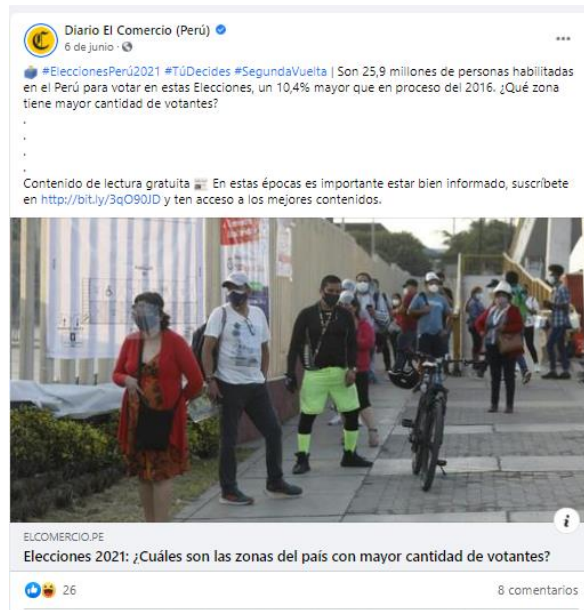 Diario El Comercio (Perú)
6 de junio ·
#EleccionesPerú2021 #TúDecides #SegundaVuelta | Son 25,9 millones de personas habilitadas
en el Perú para votar en estas Elecciones, un 10,4% mayor que en proceso del 2016. ¿Qué zona
tiene mayor cantidad de votantes?
.
.
.
.
Contenido de lectura gratuita 📰 En estas épocas es importante estar bien informado, suscríbete
en http://bit.ly/3qO90JD y ten acceso a los mejores contenidos.
ELCOMERCIO.PE
Elecciones 2021: ¿Cuáles son las zonas del país con mayor cantidad de votantes?
26
8 comentarios